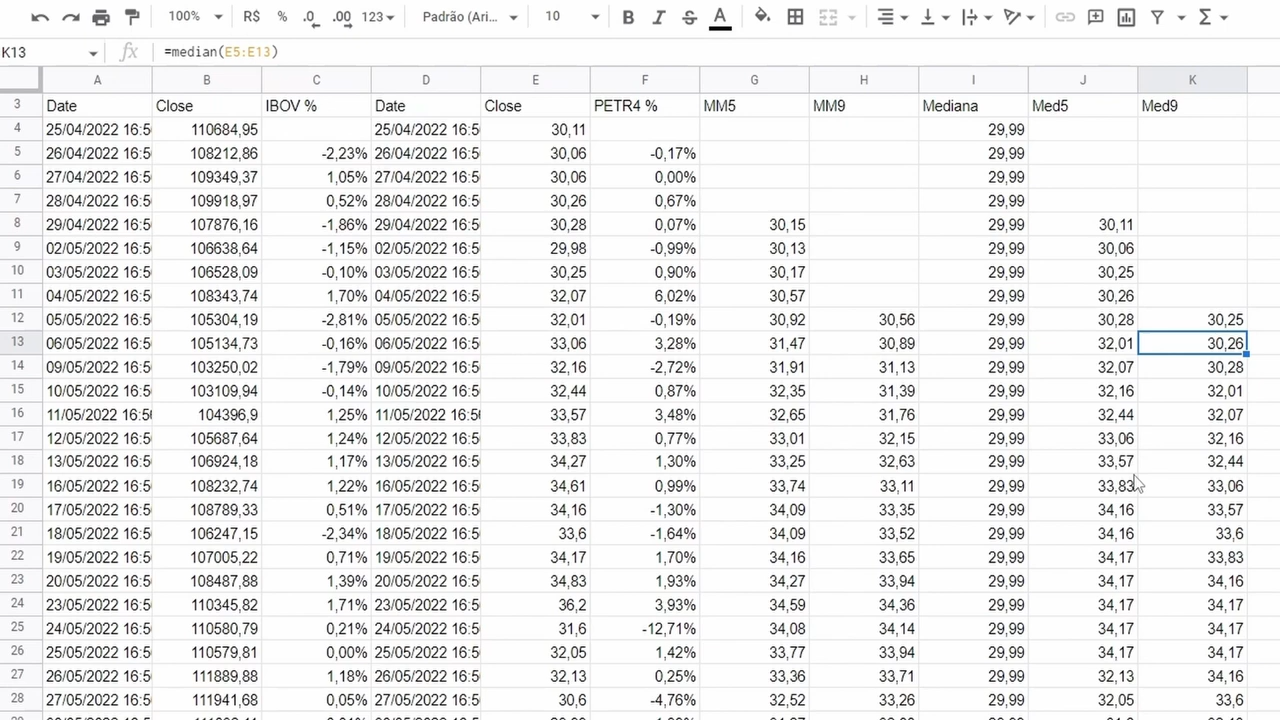 100% R$ % .0 .00 123 Padrão (Ari... 10 B I S A Σ
K13 fx =median(E5:E13)
A B C D E F G H I J K
3 Date Close IBOV % Date Close PETR4 % MM5 MM9 Mediana Med5 Med9
4 25/04/2022 16:5 110684,95 25/04/2022 16:5 30,11 29,99
5 26/04/2022 16:5 108212,86 -2,23% 26/04/2022 16:5 30,06 -0,17% 29,99
6 27/04/2022 16:5 109349,37 1,05% 27/04/2022 16:5 30,06 0,00% 29,99
7 28/04/2022 16:5 109918,97 0,52% 28/04/2022 16:5 30,26 0,67% 29,99
8 29/04/2022 16:5 107876,16 -1,86% 29/04/2022 16:5 30,28 0,07% 30,15 29,99 30,11
9 02/05/2022 16:5 106638,64 -1,15% 02/05/2022 16:5 29,98 -0,99% 30,13 29,99 30,06
10 03/05/2022 16:5 106528,09 -0,10% 03/05/2022 16:5 30,25 0,90% 30,17 29,99 30,25
11 04/05/2022 16:5 108343,74 1,70% 04/05/2022 16:5 32,07 6,02% 30,57 29,99 30,26
12 05/05/2022 16:5 105304,19 -2,81% 05/05/2022 16:5 32,01 -0,19% 30,92 30,56 29,99 30,28 30,25
13 06/05/2022 16:5 105134,73 -0,16% 06/05/2022 16:5 33,06 3,28% 31,47 30,89 29,99 32,01 30,26
14 09/05/2022 16:5 103250,02 -1,79% 09/05/2022 16:5 32,16 -2,72% 31,91 31,13 29,99 32,07 30,28
15 10/05/2022 16:5 103109,94 -0,14% 10/05/2022 16:5 32,44 0,87% 32,35 31,39 29,99 32,16 32,01
16 11/05/2022 16:5 104396,9 1,25% 11/05/2022 16:5 33,57 3,48% 32,65 31,76 29,99 32,44 32,07
17 12/05/2022 16:5 105687,64 1,24% 12/05/2022 16:5 33,83 0,77% 33,01 32,15 29,99 33,06 32,16
18 13/05/2022 16:5 106924,18 1,17% 13/05/2022 16:5 34,27 1,30% 33,25 32,63 29,99 33,57 32,44
19 16/05/2022 16:5 108232,74 1,22% 16/05/2022 16:5 34,61 0,99% 33,74 33,11 29,99 33,83 33,06
20 17/05/2022 16:5 108789,33 0,51% 17/05/2022 16:5 34,16 -1,30% 34,09 33,35 29,99 34,16 33,57
21 18/05/2022 16:5 106247,15 -2,34% 18/05/2022 16:5 33,6 -1,64% 34,09 33,52 29,99 34,16 33,6
22 19/05/2022 16:5 107005,22 0,71% 19/05/2022 16:5 34,17 1,70% 34,16 33,65 29,99 34,17 33,83
23 20/05/2022 16:5 108487,88 1,39% 20/05/2022 16:5 34,83 1,93% 34,27 33,94 29,99 34,17 34,16
24 23/05/2022 16:5 110345,82 1,71% 23/05/2022 16:5 36,2 3,93% 34,59 34,36 29,99 34,17 34,17
25 24/05/2022 16:5 110580,79 0,21% 24/05/2022 16:5 31,6 -12,71% 34,08 34,14 29,99 34,17 34,17
26 25/05/2022 16:5 110579,81 0,00% 25/05/2022 16:5 32,05 1,42% 33,77 33,94 29,99 34,17 34,17
27 26/05/2022 16:5 111889,88 1,18% 26/05/2022 16:5 32,13 0,25% 33,36 33,71 29,99 32,13 34,16
28 27/05/2022 16:5 111941,68 0,05% 27/05/2022 16:5 30,6 -4,76% 32,52 33,26 29,99 32,05 33,6